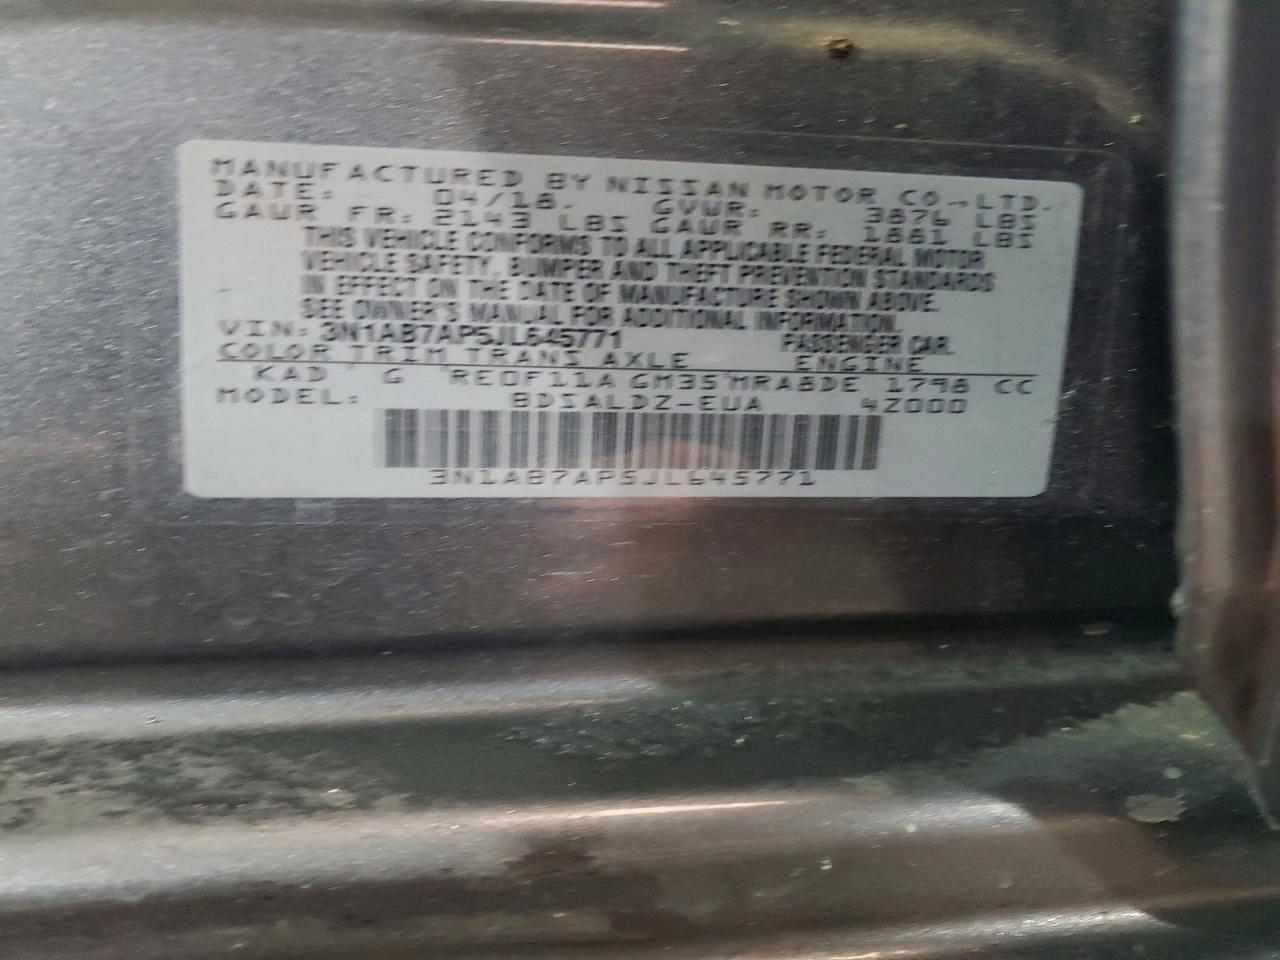 MANUFACTURED BY NISSAN MOTOR CO.,LTD.
DATE: 04/18. GVWR: 3876 LBS
GAWR FR: 2143 LBS GAWR RR: 1881 LBS
THIS VEHICLE CONFORMS TO ALL APPLICABLE FEDERAL MOTOR
VEHICLE SAFETY, BUMPER AND THEFT PREVENTION STANDARDS
IN EFFECT ON THE DATE OF MANUFACTURE SHOWN ABOVE.
SEE OWNER'S MANUAL FOR ADDITIONAL INFORMATION.
VIN: 3N1AB7AP5JL645771 PASSENGER CAR.
COLOR TRIM TRANS AXLE ENGINE
KAD G RE0F11A GM35 MRA8DE 1798 CC
MODEL: BDSALDZ-EUA 42000
3N1AB7AP5JL645771